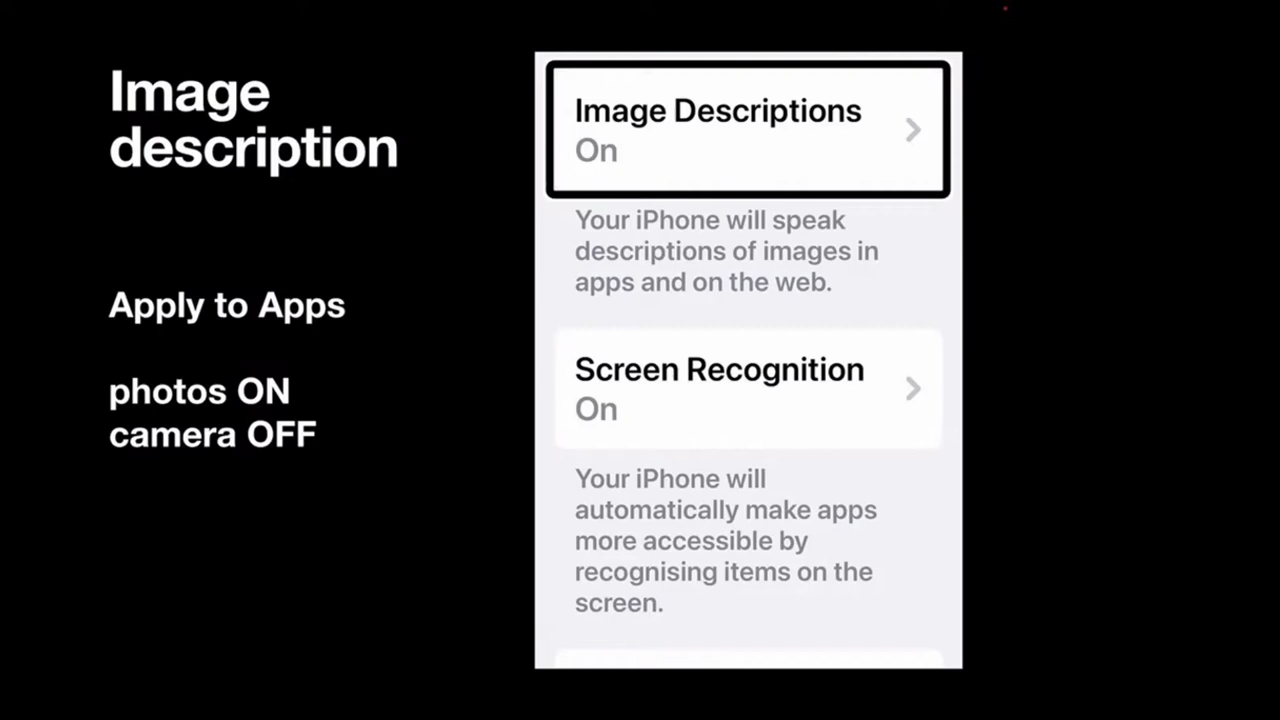 Image
description
Apply to Apps
photos ON
camera OFF
Image Descriptions
On
Your iPhone will speak
descriptions of images in
apps and on the web.
Screen Recognition
On
Your iPhone will
automatically make apps
more accessible by
recognising items on the
screen.